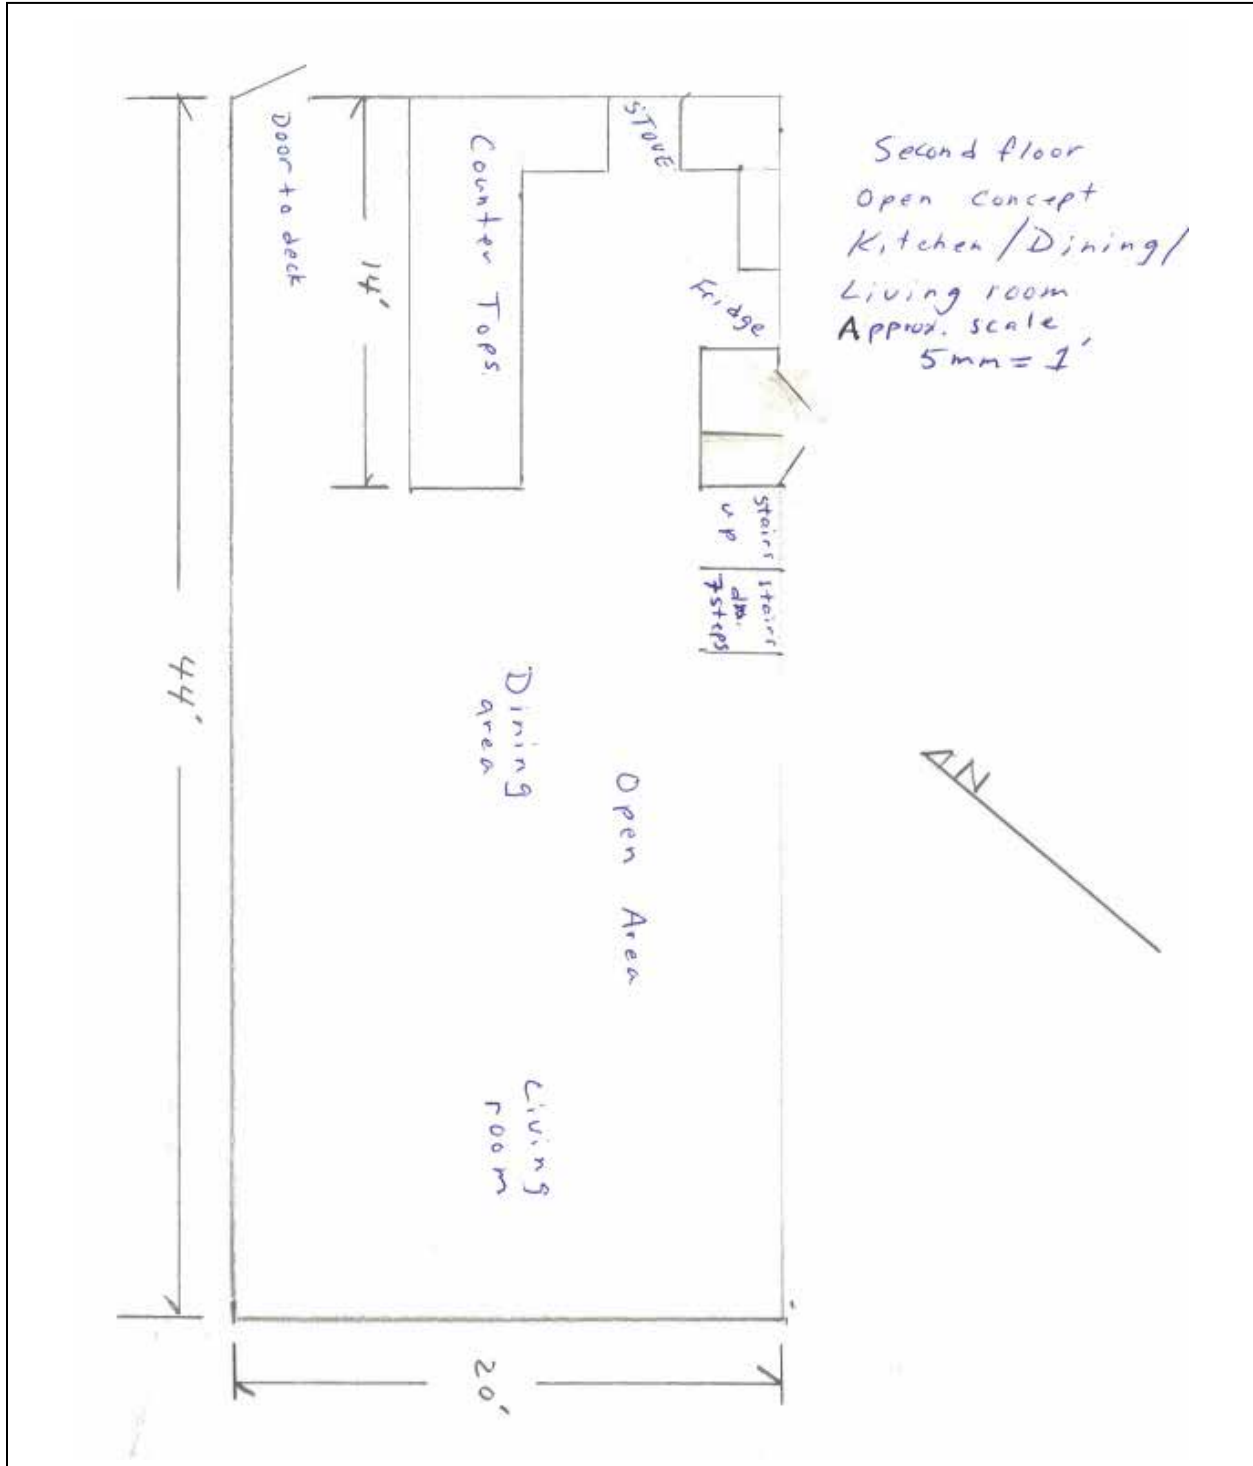 Second floor
Open Concept
Kitchen/Dining/
Living room
Approx. scale
5mm = 1'
Door to deck
14'
Counter Tops.
STOVE
Fridge
stairs
up
stairs
dn.
7 steps
44'
Dining
area
Open Area
N
Living
room
20'